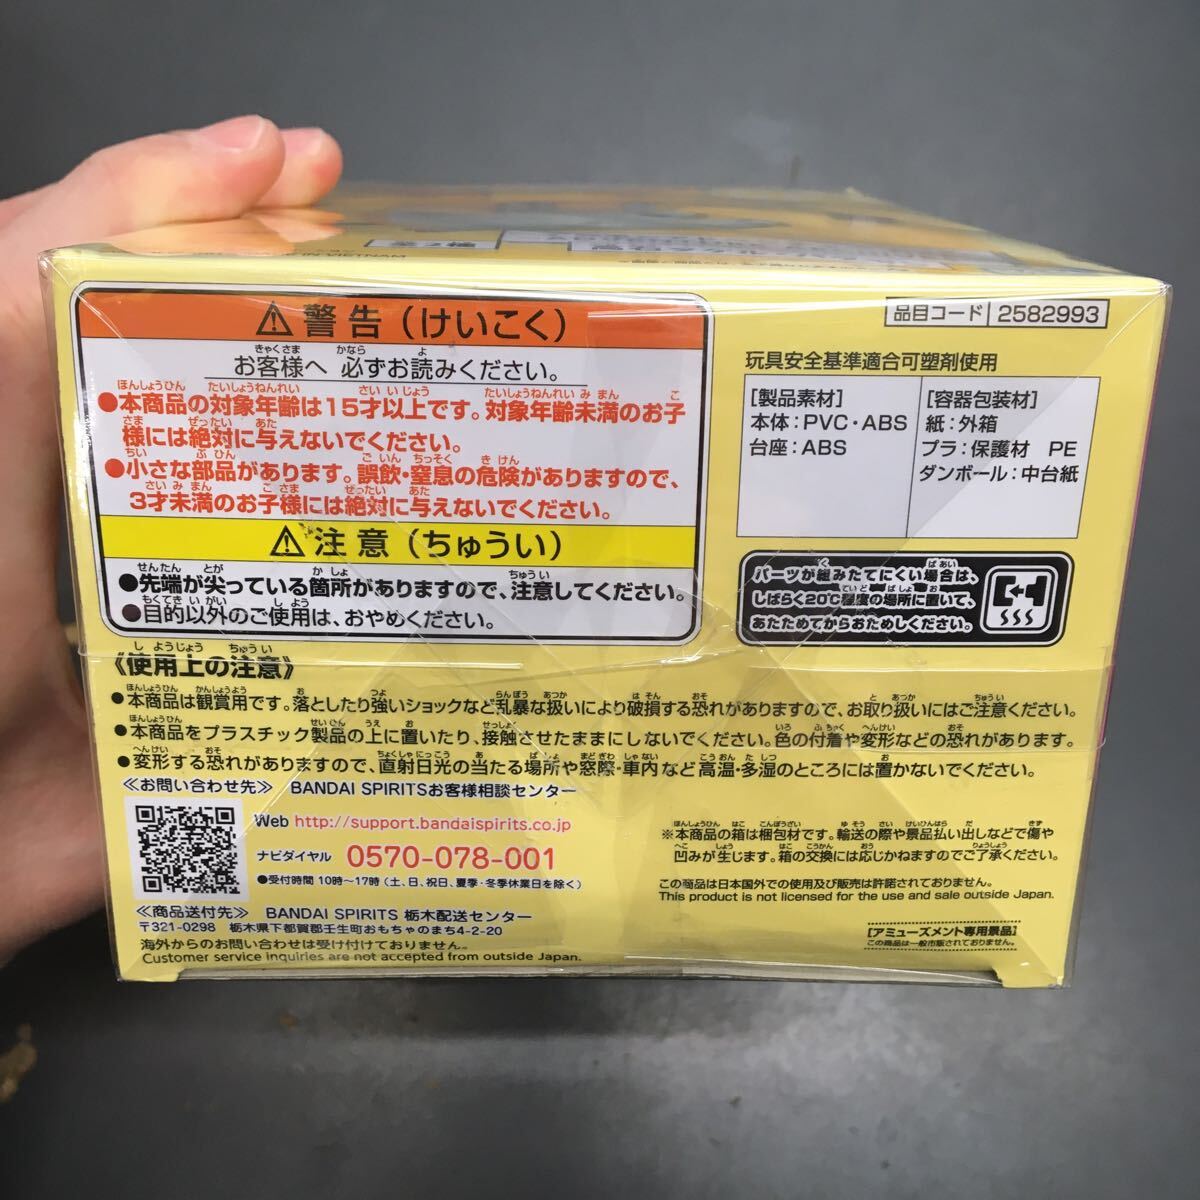 全2種
IN VIETNAM
⚠警告(けいこく)
お客様へ 必ずお読みください。
●本商品の対象年齢は15才以上です。対象年齢未満のお子
様には絶対に与えないでください。
●小さな部品があります。誤飲・窒息の危険がありますので、
3才未満のお子様には絶対に与えないでください。
⚠注意(ちゅうい)
●先端が尖っている箇所がありますので、注意してください。
●目的以外のご使用は、おやめください。
品目コード 2582993
玩具安全基準適合可塑剤使用
[製品素材]
本体:PVC・ABS
台座:ABS
[容器包装材]
紙:外箱
プラ:保護材 PE
ダンボール:中台紙
パーツが組みたてにくい場合は、
しばらく20℃程度の場所に置いて、
あたためてからおためしください。
《使用上の注意》
●本商品は観賞用です。落としたり強いショックなど乱暴な扱いにより破損する恐れがありますので、お取り扱いにはご注意ください。
●本商品をプラスチック製品の上に置いたり、接触させたままにしないでください。色の付着や変形などの恐れがあります。
●変形する恐れがありますので、直射日光の当たる場所や窓際・車内など高温・多湿のところには置かないでください。
≪お問い合わせ先≫ BANDAI SPIRITSお客様相談センター
Web http://support.bandaispirits.co.jp
ナビダイヤル 0570-078-001
●受付時間 10時～17時(土、日、祝日、夏季・冬季休業日を除く)
≪商品送付先≫ BANDAI SPIRITS 栃木配送センター
〒321-0298 栃木県下都賀郡壬生町おもちゃのまち4-2-20
海外からのお問い合わせは受け付けておりません。
Customer service inquiries are not accepted from outside Japan.
※本商品の箱は梱包材です。輸送の際や景品払い出しなどで傷や
凹みが生じます。箱の交換には応じかねますのでご了承ください。
この商品は日本国外での使用及び販売は許諾されておりません。
This product is not licensed for the use and sale outside Japan.
[アミューズメント専用景品]
この商品は一般市販されておりません。